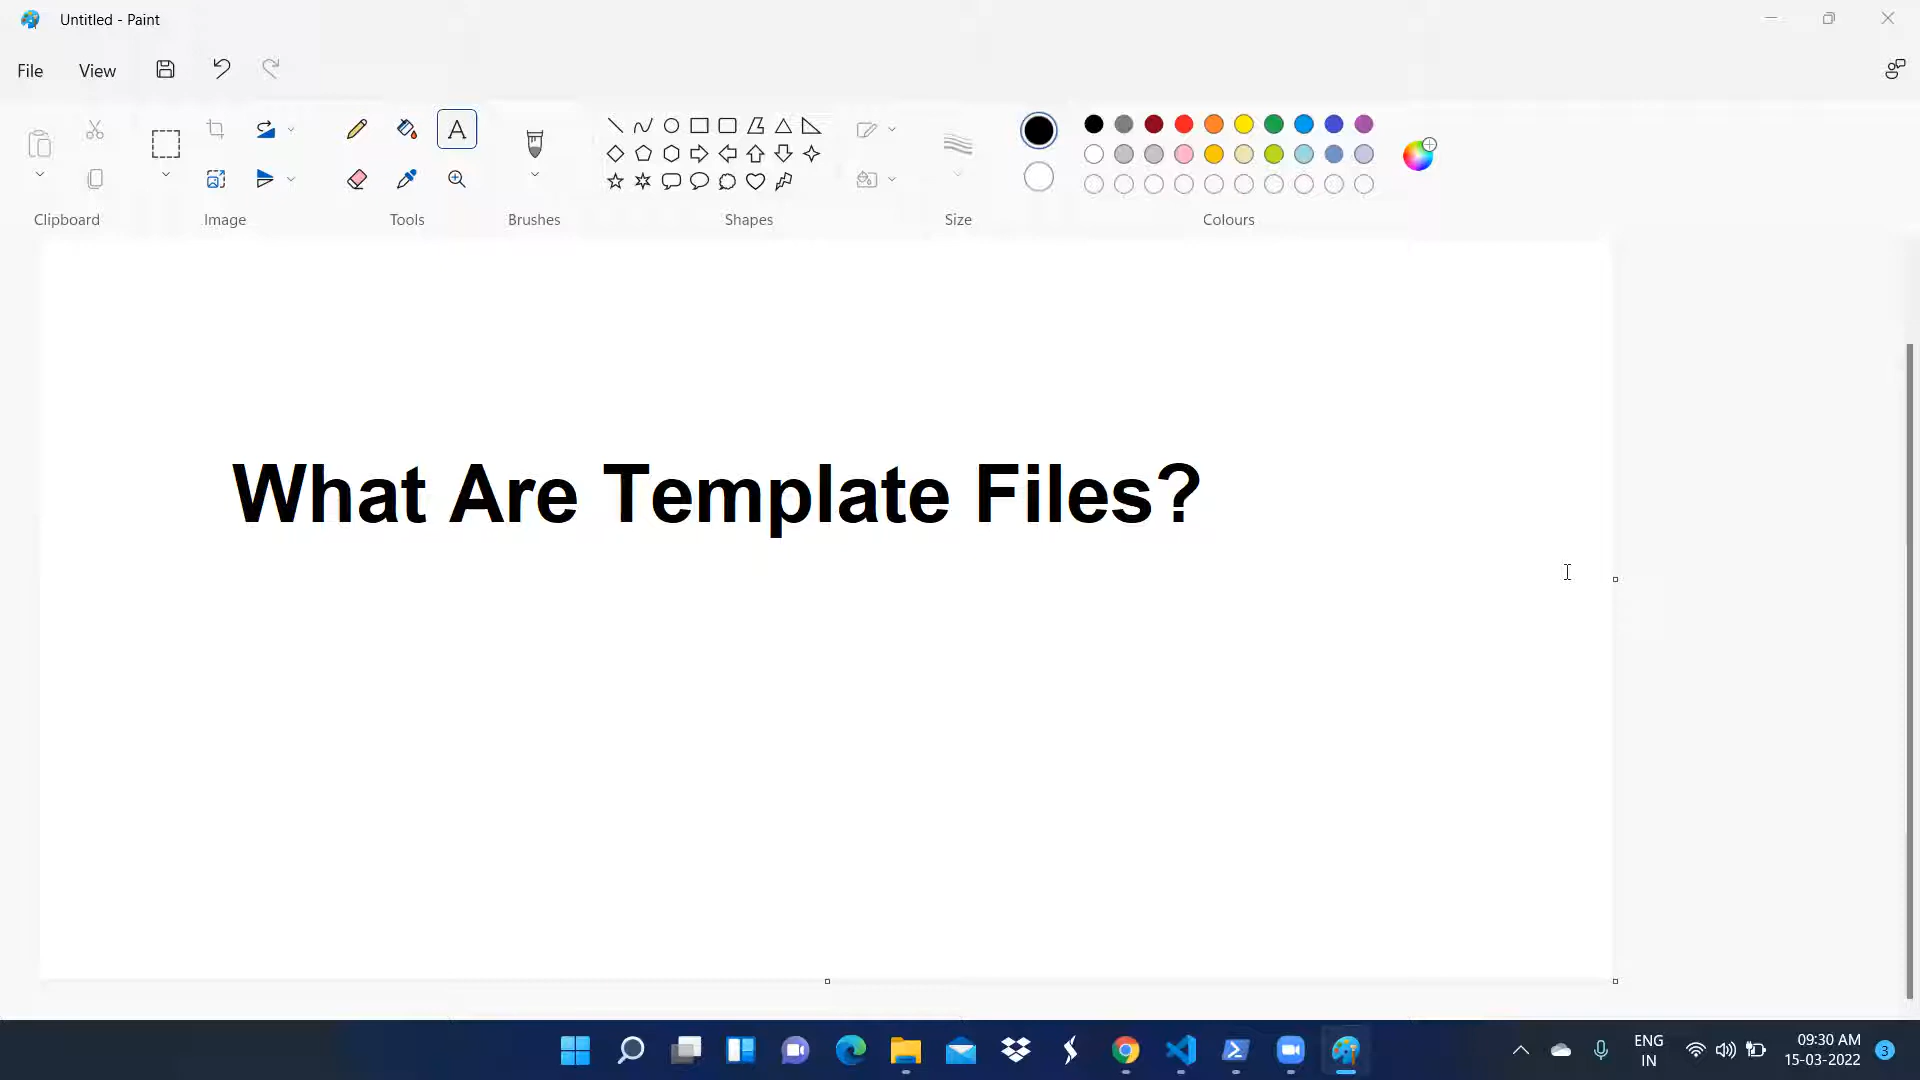 Untitled - Paint
File View
A
Clipboard Image Tools Brushes Shapes Size Colours
What Are Template Files?
ENG
IN
09:30 AM
15-03-2022
3